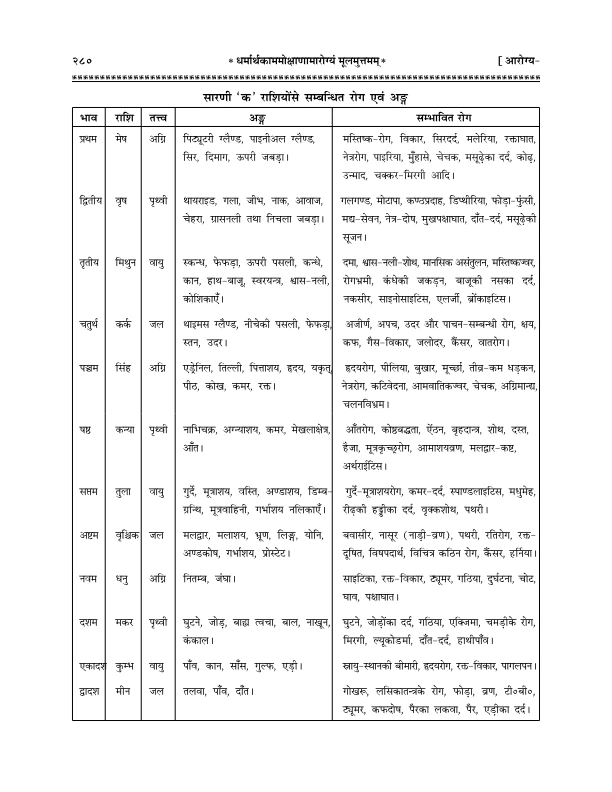 २८० * धर्मार्थकाममोक्षाणामारोग्यं मूलमुत्तमम् * [ आरोग्य-
सारणी 'क' राशियोंसे सम्बन्धित रोग एवं अङ्ग
भाव राशि तत्त्व अङ्ग सम्भावित रोग
प्रथम मेष अग्नि पिट्यूटरी ग्लैण्ड, पाइनीअल ग्लैण्ड, मस्तिष्क-रोग, विकार, सिरदर्द, मलेरिया, रक्ताघात,
सिर, दिमाग, ऊपरी जबड़ा। नेत्ररोग, पाइरिया, मुँहासे, चेचक, मसूढ़ेका दर्द, कोढ़,
उन्माद, चक्कर-मिरगी आदि।
द्वितीय वृष पृथ्वी थायराइड, गला, जीभ, नाक, आवाज, गलगण्ड, मोटापा, कण्ठप्रदाह, डिप्थीरिया, फोड़ा-फुंसी,
चेहरा, ग्रासनली तथा निचला जबड़ा। मद्य-सेवन, नेत्र-दोष, मुखपक्षाघात, दाँत-दर्द, मसूढ़ेकी
सूजन।
तृतीय मिथुन वायु स्कन्ध, फेफड़ा, ऊपरी पसली, कन्धे, दमा, श्वास-नली-शोथ, मानसिक असंतुलन, मस्तिष्कज्वर,
कान, हाथ-बाजू, स्वरयन्त्र, श्वास-नली, रोगभ्रमी, कंधेकी जकड़न, बाजूकी नसका दर्द,
कोशिकाएँ। नकसीर, साइनोसाइटिस, एलर्जी, ब्रोंकाइटिस।
चतुर्थ कर्क जल थाइमस ग्लैण्ड, नीचेकी पसली, फेफड़ा, अजीर्ण, अपच, उदर और पाचन-सम्बन्धी रोग, क्षय,
स्तन, उदर। कफ, गैस-विकार, जलोदर, कैंसर, वातरोग।
पञ्चम सिंह अग्नि एड्रेनिल, तिल्ली, पित्ताशय, हृदय, यकृत्, हृदयरोग, पीलिया, बुखार, मूर्च्छा, तीव्र-कम धड़कन,
पीठ, कोख, कमर, रक्त। नेत्ररोग, कटिवेदना, आमवातिकज्वर, चेचक, अग्निमान्द्य,
चलनविभ्रम।
षष्ठ कन्या पृथ्वी नाभिचक्र, अग्न्याशय, कमर, मेखलाक्षेत्र, आँतरोग, कोष्ठबद्धता, ऐंठन, बृहदान्त्र, शोथ, दस्त,
आँत। हैजा, मूत्रकृच्छ्ररोग, आमाशयव्रण, मलद्वार-कष्ट,
अर्थराईटिस।
सप्तम तुला वायु गुर्दे, मूत्राशय, वस्ति, अण्डाशय, डिम्ब- गुर्दे-मूत्राशयरोग, कमर-दर्द, स्पाण्डलाइटिस, मधुमेह,
ग्रन्थि, मूत्रवाहिनी, गर्भाशय नलिकाएँ। रीढ़की हड्डीका दर्द, वृक्कशोथ, पथरी।
अष्टम वृश्चिक जल मलद्वार, मलाशय, भ्रूण, लिङ्ग, योनि, बवासीर, नासूर (नाड़ी-व्रण), पथरी, रतिरोग, रक्त-
अण्डकोष, गर्भाशय, प्रोस्टेट। दूषित, विषपदार्थ, विचित्र कठिन रोग, कैंसर, हर्निया।
नवम धनु अग्नि नितम्ब, जंघा। साइटिका, रक्त-विकार, ट्यूमर, गठिया, दुर्घटना, चोट,
घाव, पक्षाघात।
दशम मकर पृथ्वी घुटने, जोड़, बाह्य त्वचा, बाल, नाखून, घुटने, जोड़ोंका दर्द, गठिया, एक्जिमा, चमड़ीके रोग,
कंकाल। मिरगी, ल्यूकोडर्मा, दाँत-दर्द, हाथीपाँव।
एकादश कुम्भ वायु पाँव, कान, साँस, गुल्फ, एड़ी। स्नायु-स्थानकी बीमारी, हृदयरोग, रक्त-विकार, पागलपन।
द्वादश मीन जल तलवा, पाँव, दाँत। गोखरू, लसिकातन्त्रके रोग, फोड़ा, व्रण, टी०बी०,
ट्यूमर, कफदोष, पैरका लकवा, पैर, एड़ीका दर्द।